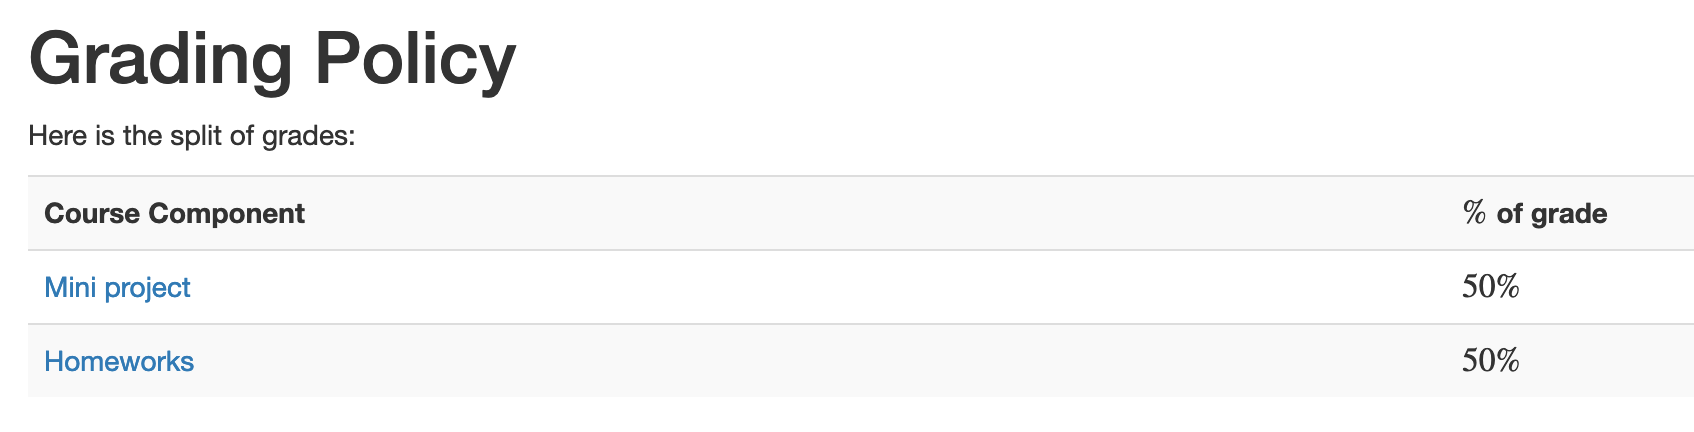 Grading Policy
Here is the split of grades:
Course Component % of grade
Mini project 50%
Homeworks 50%